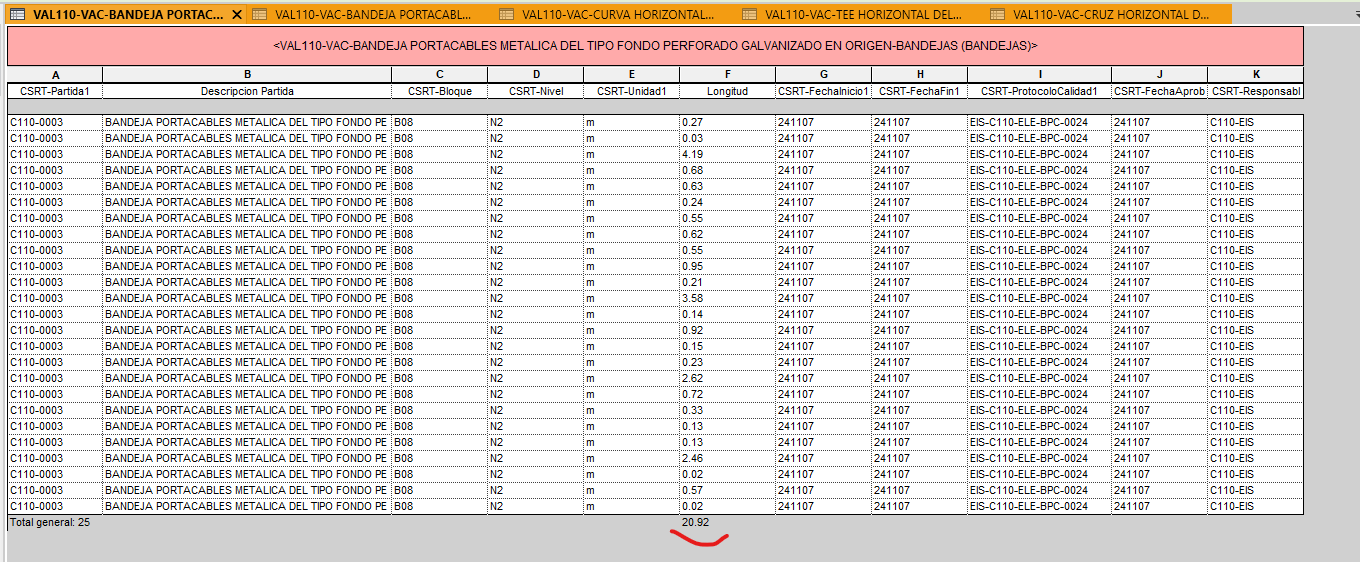 VAL110-VAC-BANDEJA PORTAC... VAL110-VAC-BANDEJA PORTACABL... VAL110-VAC-CURVA HORIZONTAL... VAL110-VAC-TEE HORIZONTAL DEL... VAL110-VAC-CRUZ HORIZONTAL D...
<VAL110-VAC-BANDEJA PORTACABLES METALICA DEL TIPO FONDO PERFORADO GALVANIZADO EN ORIGEN-BANDEJAS (BANDEJAS)>
A B C D E F G H I J K
CSRT-Partida1 Descripcion Partida CSRT-Bloque CSRT-Nivel CSRT-Unidad1 Longitud CSRT-FechaInicio1 CSRT-FechaFin1 CSRT-ProtocoloCalidad1 CSRT-FechaAprob CSRT-Responsabl
C110-0003 BANDEJA PORTACABLES METALICA DEL TIPO FONDO PE B08 N2 m 0.27 241107 241107 EIS-C110-ELE-BPC-0024 241107 C110-EIS
C110-0003 BANDEJA PORTACABLES METALICA DEL TIPO FONDO PE B08 N2 m 0.03 241107 241107 EIS-C110-ELE-BPC-0024 241107 C110-EIS
C110-0003 BANDEJA PORTACABLES METALICA DEL TIPO FONDO PE B08 N2 m 4.19 241107 241107 EIS-C110-ELE-BPC-0024 241107 C110-EIS
C110-0003 BANDEJA PORTACABLES METALICA DEL TIPO FONDO PE B08 N2 m 0.68 241107 241107 EIS-C110-ELE-BPC-0024 241107 C110-EIS
C110-0003 BANDEJA PORTACABLES METALICA DEL TIPO FONDO PE B08 N2 m 0.63 241107 241107 EIS-C110-ELE-BPC-0024 241107 C110-EIS
C110-0003 BANDEJA PORTACABLES METALICA DEL TIPO FONDO PE B08 N2 m 0.24 241107 241107 EIS-C110-ELE-BPC-0024 241107 C110-EIS
C110-0003 BANDEJA PORTACABLES METALICA DEL TIPO FONDO PE B08 N2 m 0.55 241107 241107 EIS-C110-ELE-BPC-0024 241107 C110-EIS
C110-0003 BANDEJA PORTACABLES METALICA DEL TIPO FONDO PE B08 N2 m 0.62 241107 241107 EIS-C110-ELE-BPC-0024 241107 C110-EIS
C110-0003 BANDEJA PORTACABLES METALICA DEL TIPO FONDO PE B08 N2 m 0.55 241107 241107 EIS-C110-ELE-BPC-0024 241107 C110-EIS
C110-0003 BANDEJA PORTACABLES METALICA DEL TIPO FONDO PE B08 N2 m 0.95 241107 241107 EIS-C110-ELE-BPC-0024 241107 C110-EIS
C110-0003 BANDEJA PORTACABLES METALICA DEL TIPO FONDO PE B08 N2 m 0.21 241107 241107 EIS-C110-ELE-BPC-0024 241107 C110-EIS
C110-0003 BANDEJA PORTACABLES METALICA DEL TIPO FONDO PE B08 N2 m 3.58 241107 241107 EIS-C110-ELE-BPC-0024 241107 C110-EIS
C110-0003 BANDEJA PORTACABLES METALICA DEL TIPO FONDO PE B08 N2 m 0.14 241107 241107 EIS-C110-ELE-BPC-0024 241107 C110-EIS
C110-0003 BANDEJA PORTACABLES METALICA DEL TIPO FONDO PE B08 N2 m 0.92 241107 241107 EIS-C110-ELE-BPC-0024 241107 C110-EIS
C110-0003 BANDEJA PORTACABLES METALICA DEL TIPO FONDO PE B08 N2 m 0.15 241107 241107 EIS-C110-ELE-BPC-0024 241107 C110-EIS
C110-0003 BANDEJA PORTACABLES METALICA DEL TIPO FONDO PE B08 N2 m 0.23 241107 241107 EIS-C110-ELE-BPC-0024 241107 C110-EIS
C110-0003 BANDEJA PORTACABLES METALICA DEL TIPO FONDO PE B08 N2 m 2.62 241107 241107 EIS-C110-ELE-BPC-0024 241107 C110-EIS
C110-0003 BANDEJA PORTACABLES METALICA DEL TIPO FONDO PE B08 N2 m 0.72 241107 241107 EIS-C110-ELE-BPC-0024 241107 C110-EIS
C110-0003 BANDEJA PORTACABLES METALICA DEL TIPO FONDO PE B08 N2 m 0.33 241107 241107 EIS-C110-ELE-BPC-0024 241107 C110-EIS
C110-0003 BANDEJA PORTACABLES METALICA DEL TIPO FONDO PE B08 N2 m 0.13 241107 241107 EIS-C110-ELE-BPC-0024 241107 C110-EIS
C110-0003 BANDEJA PORTACABLES METALICA DEL TIPO FONDO PE B08 N2 m 0.13 241107 241107 EIS-C110-ELE-BPC-0024 241107 C110-EIS
C110-0003 BANDEJA PORTACABLES METALICA DEL TIPO FONDO PE B08 N2 m 2.46 241107 241107 EIS-C110-ELE-BPC-0024 241107 C110-EIS
C110-0003 BANDEJA PORTACABLES METALICA DEL TIPO FONDO PE B08 N2 m 0.02 241107 241107 EIS-C110-ELE-BPC-0024 241107 C110-EIS
C110-0003 BANDEJA PORTACABLES METALICA DEL TIPO FONDO PE B08 N2 m 0.57 241107 241107 EIS-C110-ELE-BPC-0024 241107 C110-EIS
C110-0003 BANDEJA PORTACABLES METALICA DEL TIPO FONDO PE B08 N2 m 0.02 241107 241107 EIS-C110-ELE-BPC-0024 241107 C110-EIS
Total general: 25 20.92